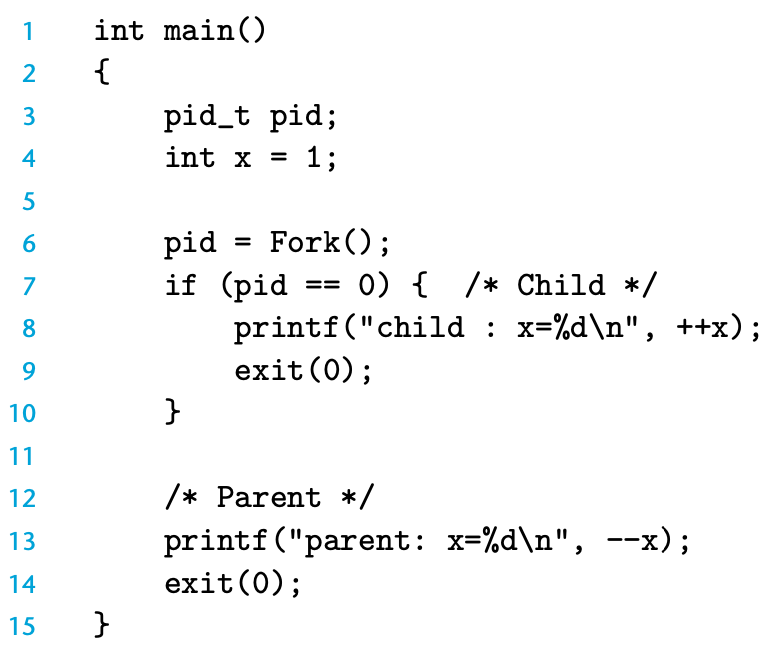 1 int main()
2 {
3 pid_t pid;
4 int x = 1;
5
6 pid = Fork();
7 if (pid == 0) { /* Child */
8 printf("child : x=%d\n", ++x);
9 exit(0);
10 }
11
12 /* Parent */
13 printf("parent: x=%d\n", --x);
14 exit(0);
15 }